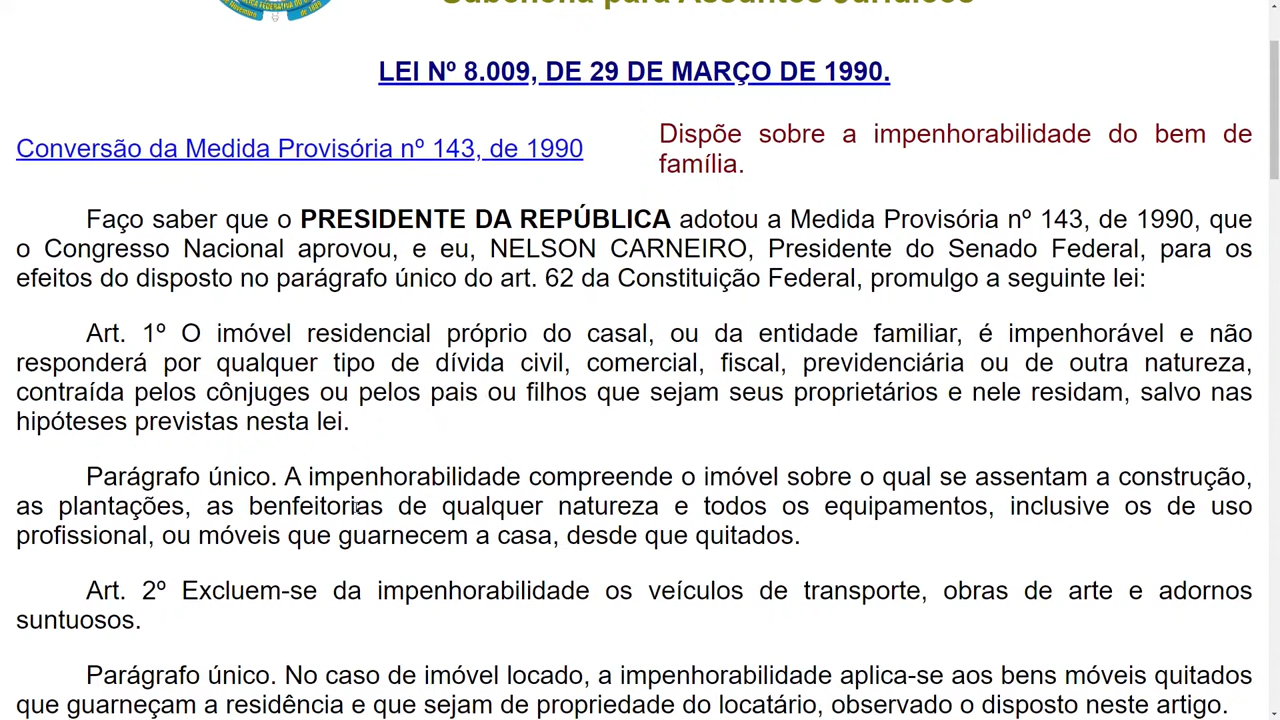 Subchefia para Assuntos Jurídicos
LEI Nº 8.009, DE 29 DE MARÇO DE 1990.
Conversão da Medida Provisória nº 143, de 1990
Dispõe sobre a impenhorabilidade do bem de
família.
Faço saber que o PRESIDENTE DA REPÚBLICA adotou a Medida Provisória nº 143, de 1990, que
o Congresso Nacional aprovou, e eu, NELSON CARNEIRO, Presidente do Senado Federal, para os
efeitos do disposto no parágrafo único do art. 62 da Constituição Federal, promulgo a seguinte lei:
Art. 1º O imóvel residencial próprio do casal, ou da entidade familiar, é impenhorável e não
responderá por qualquer tipo de dívida civil, comercial, fiscal, previdenciária ou de outra natureza,
contraída pelos cônjuges ou pelos pais ou filhos que sejam seus proprietários e nele residam, salvo nas
hipóteses previstas nesta lei.
Parágrafo único. A impenhorabilidade compreende o imóvel sobre o qual se assentam a construção,
as plantações, as benfeitorias de qualquer natureza e todos os equipamentos, inclusive os de uso
profissional, ou móveis que guarnecem a casa, desde que quitados.
Art. 2º Excluem-se da impenhorabilidade os veículos de transporte, obras de arte e adornos
suntuosos.
Parágrafo único. No caso de imóvel locado, a impenhorabilidade aplica-se aos bens móveis quitados
que guarneçam a residência e que sejam de propriedade do locatário, observado o disposto neste artigo.